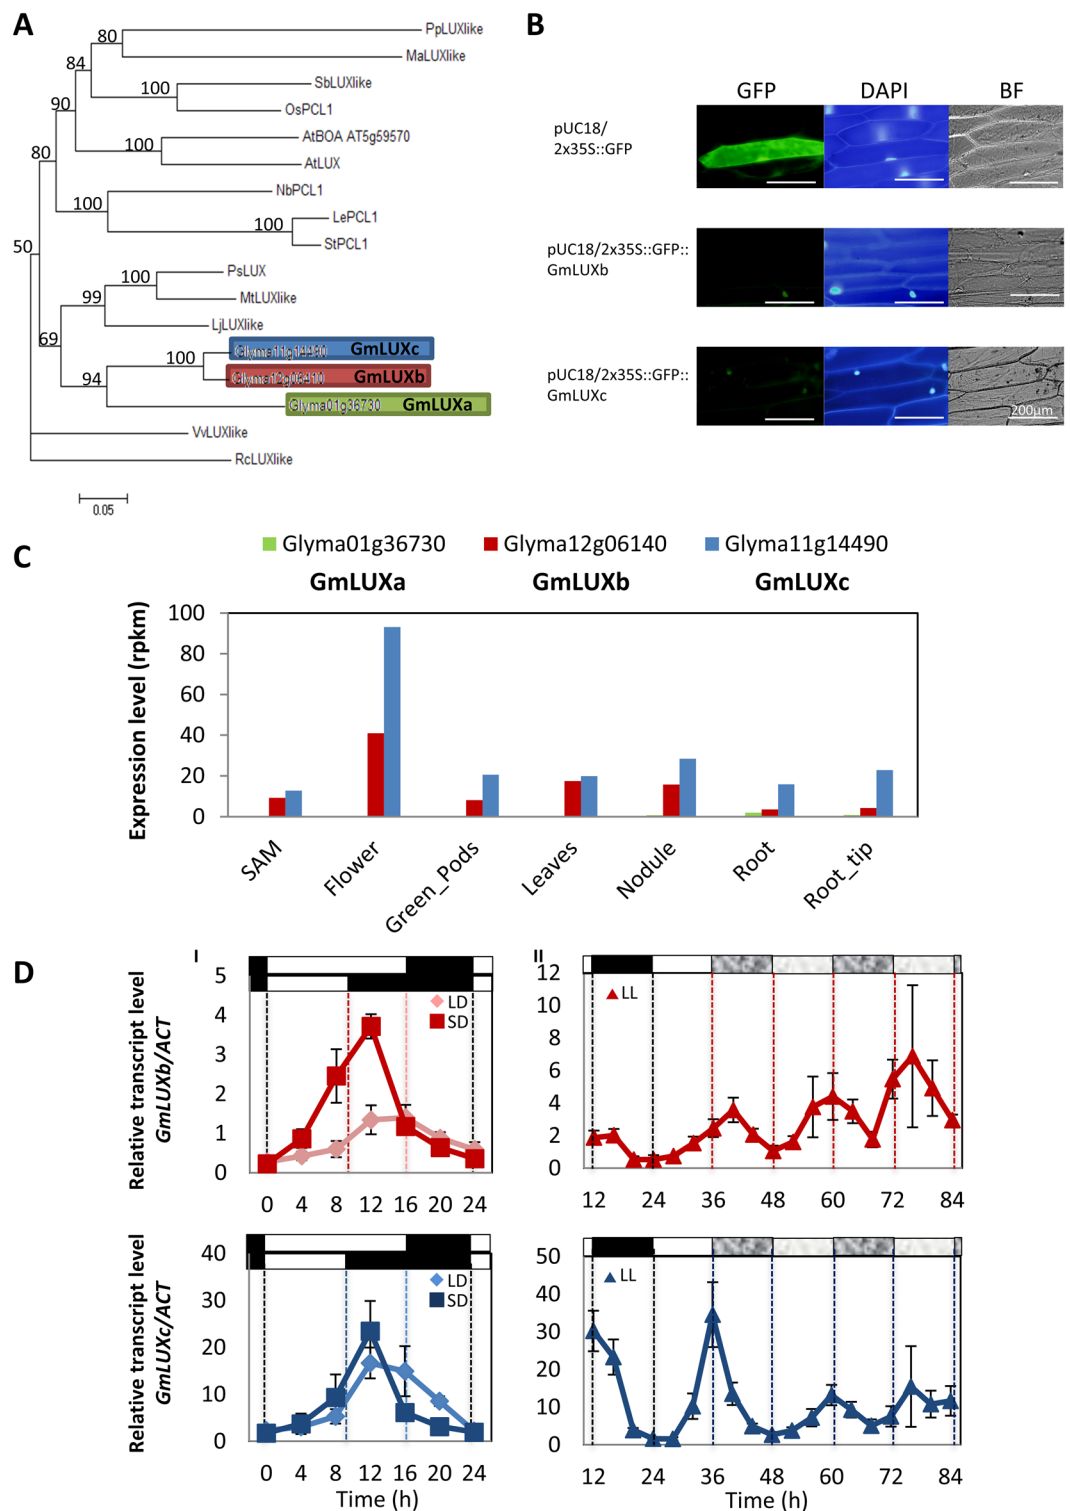 A
80
PpLUXlike
MaLUXlike
84
100
SbLUXlike
OsPCL1
90
100
AtBOA AT5g59570
AtLUX
80
100
NbPCL1
100
LePCL1
StPCL1
50
100
PsLUX
MtLUXlike
99
LjLUXlike
69
100
Glyma11g14490 GmLUXc
Glyma12g06410 GmLUXb
94
Glyma01g36730 GmLUXa
VvLUXlike
RcLUXlike
0.05
B
GFP DAPI BF
pUC18/
2x35S::GFP
pUC18/2x35S::GFP::
GmLUXb
pUC18/2x35S::GFP::
GmLUXc
200µm
C
Glyma01g36730 Glyma12g06140 Glyma11g14490
GmLUXa GmLUXb GmLUXc
Expression level (rpkm)
100
80
60
40
20
0
SAM Flower Green_Pods Leaves Nodule Root Root_tip
D
I
Relative transcript level
GmLUXb/ACT
5
4
3
2
1
0
LD
SD
0 4 8 12 16 20 24
II
12
10
8
6
4
2
0
LL
12 24 36 48 60 72 84
Relative transcript level
GmLUXc/ACT
40
30
20
10
0
LD
SD
0 4 8 12 16 20 24
Time (h)
50
40
30
20
10
0
LL
12 24 36 48 60 72 84
Time (h)